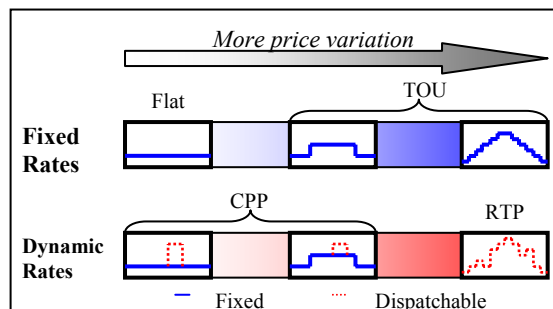 More price variation
Flat
TOU
Fixed
Rates
CPP
RTP
Dynamic
Rates
Fixed
Dispatchable